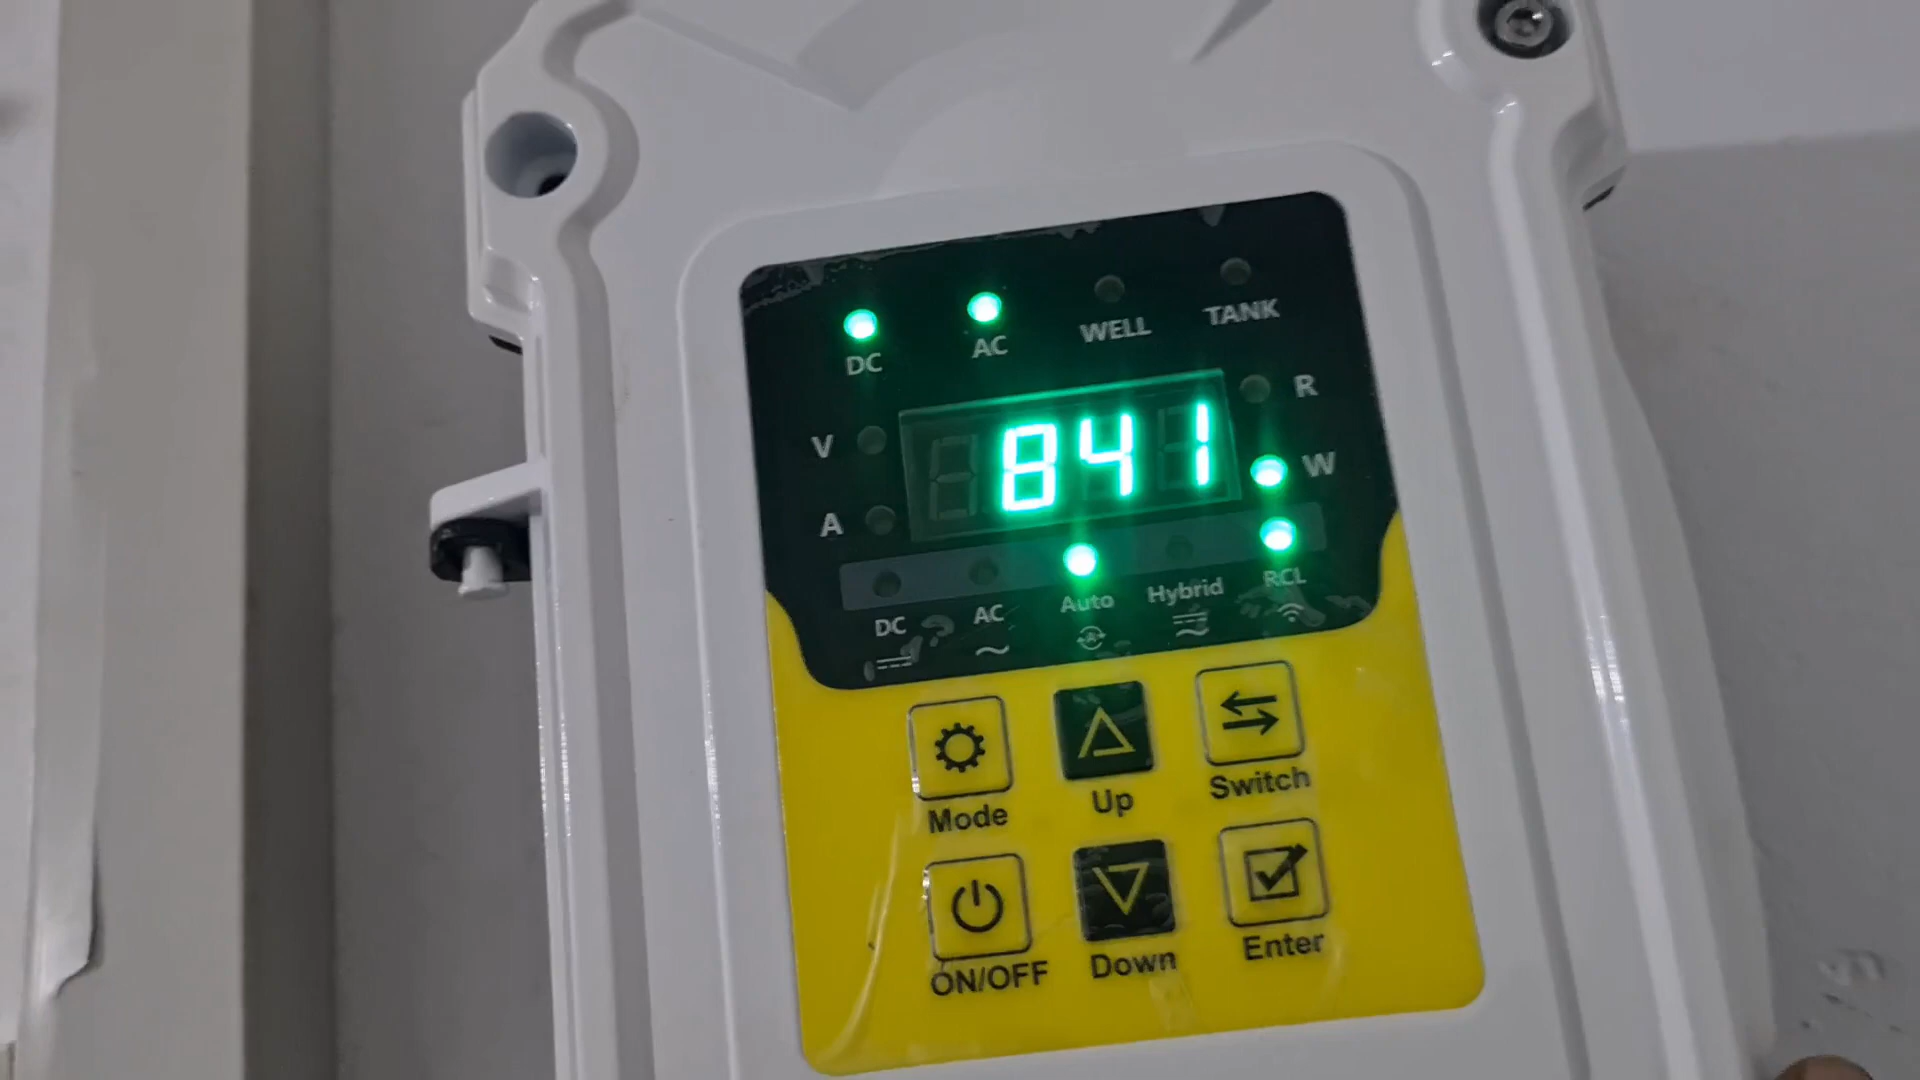 DC AC WELL TANK
V 841 R
W
A
DC AC Auto Hybrid RCL
Mode Up Switch
ON/OFF Down Enter